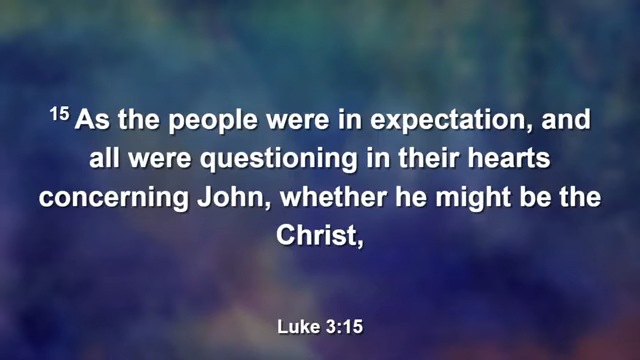 15 As the people were in expectation, and
all were questioning in their hearts
concerning John, whether he might be the
Christ,
Luke 3:15